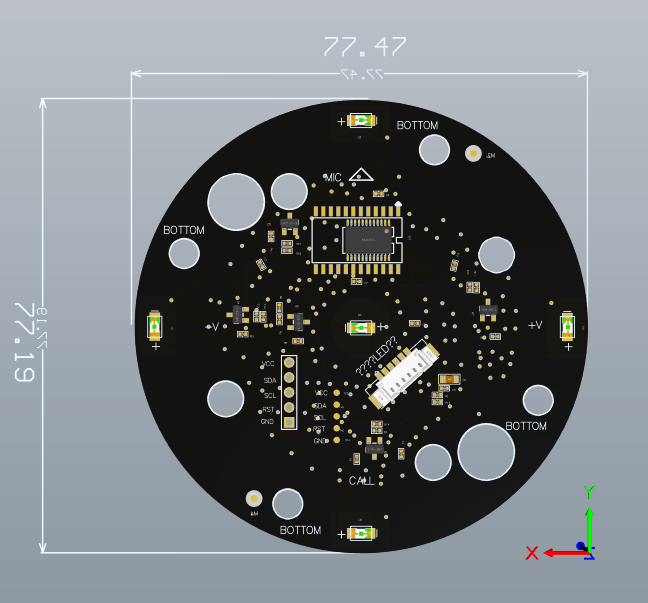 77.47
77.47
BOTTOM
MIC
BOTTOM
77.19
77.19
+V
+V
????LED??
VCC
SDA
SCL
RST
GND
VCC
SDA
SCL
RST
GND
BOTTOM
CALL
BOTTOM
Y
X
Z